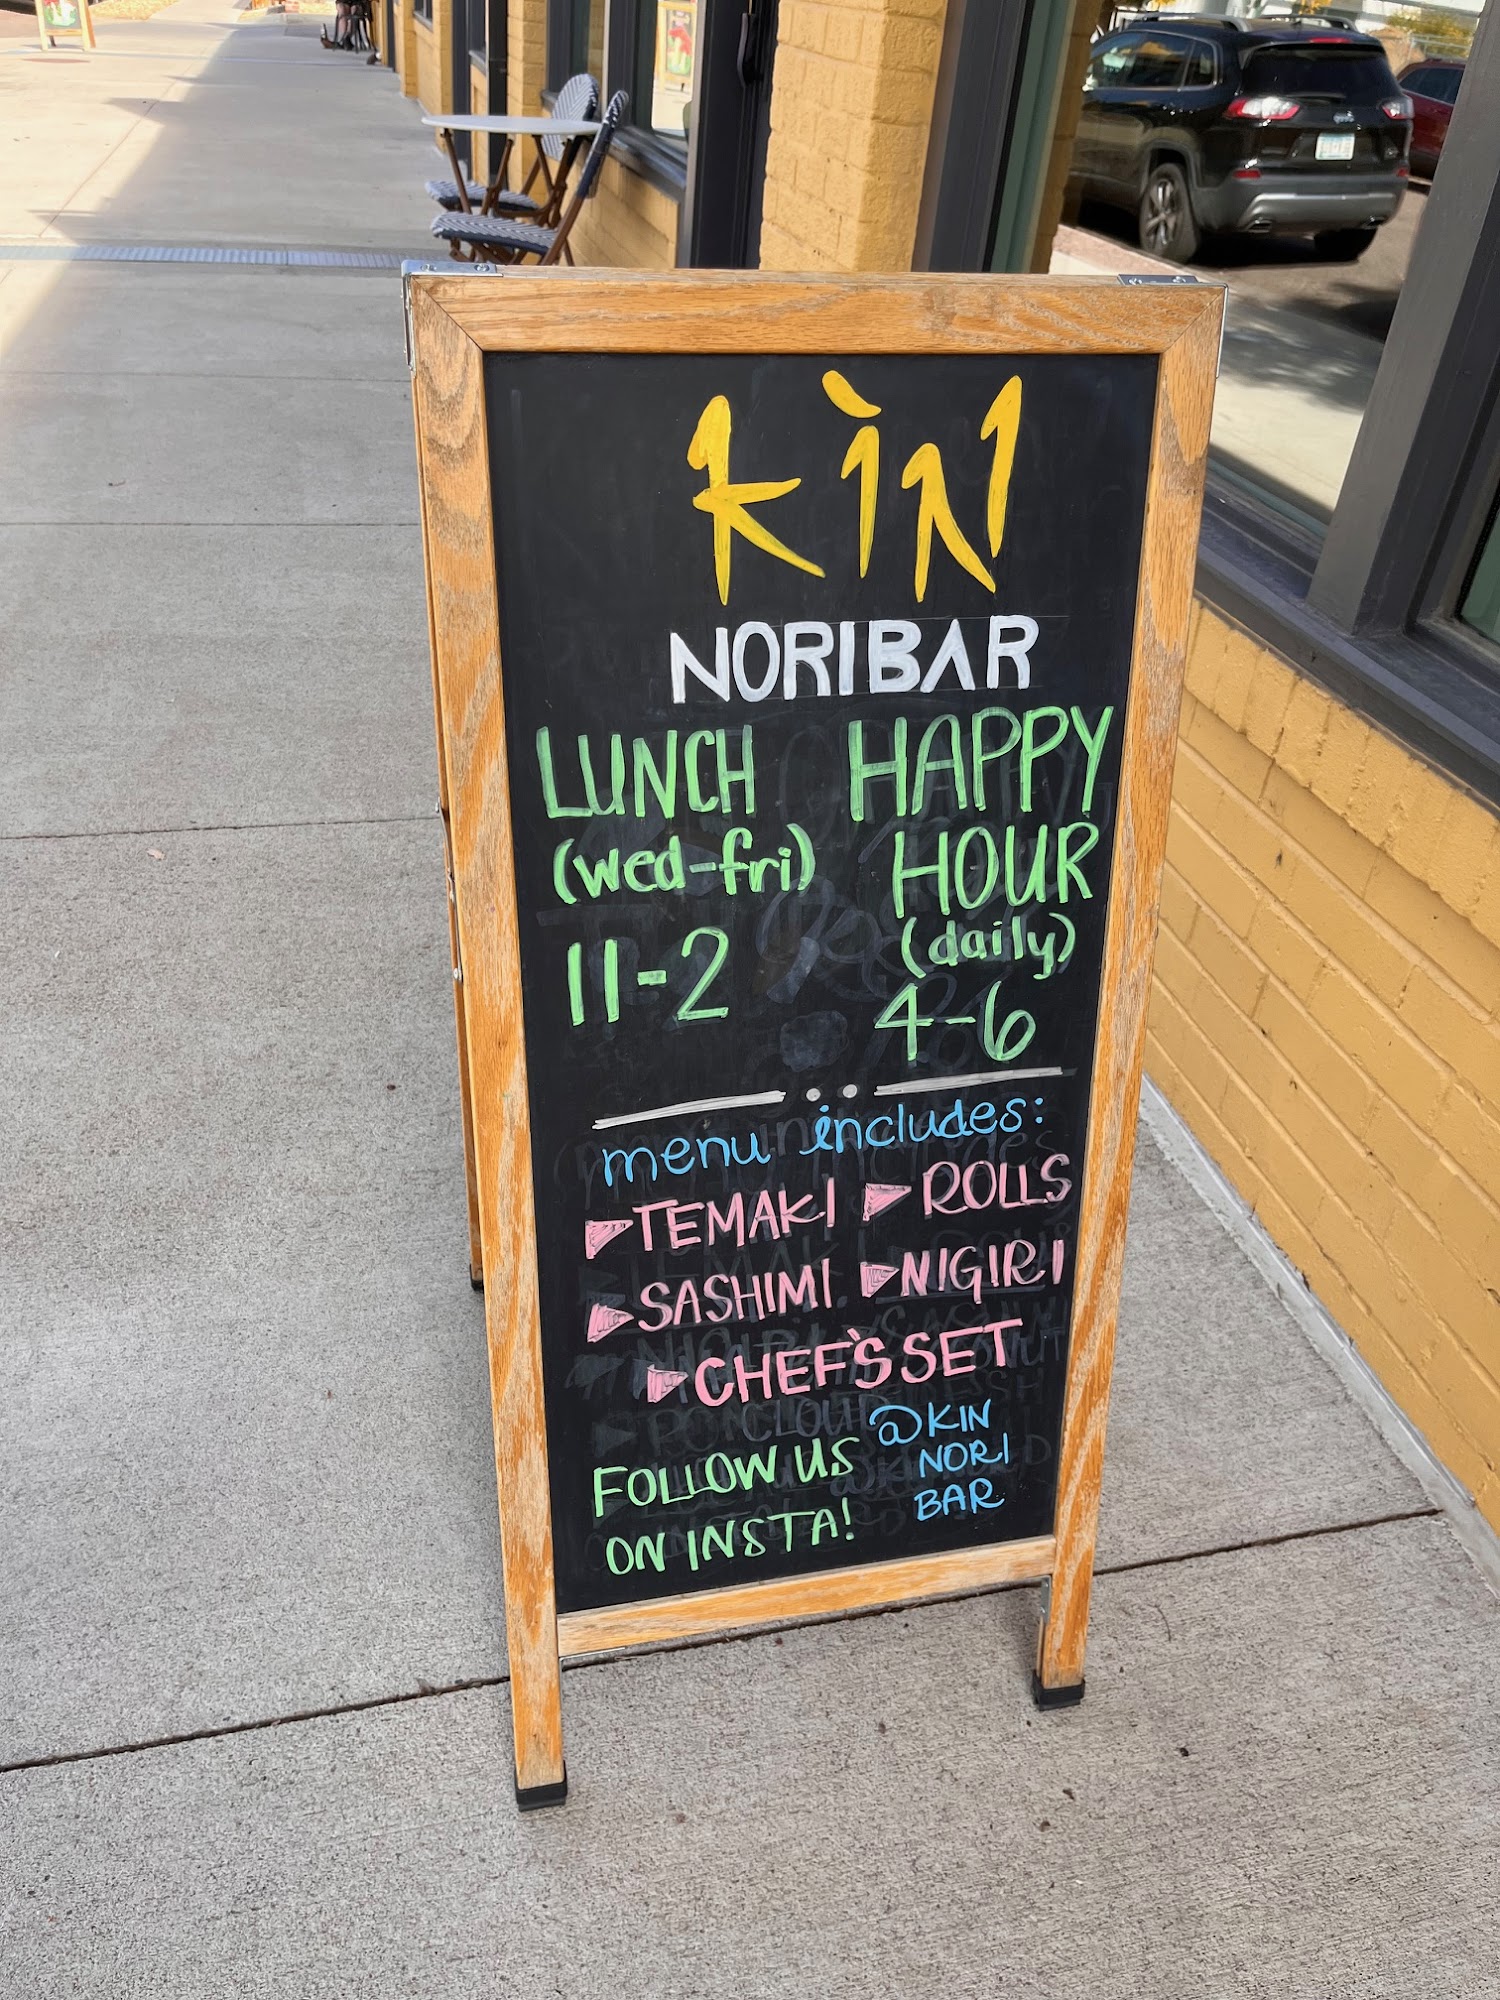 Kìn
NORIBAR
LUNCH
(wed-fri)
11-2
HAPPY
HOUR
(daily)
4-6
menu includes:
TEMAKI ROLLS
SASHIMI NIGIRI
CHEF'S SET
FOLLOW US
ON INSTA!
@KIN
NORI
BAR